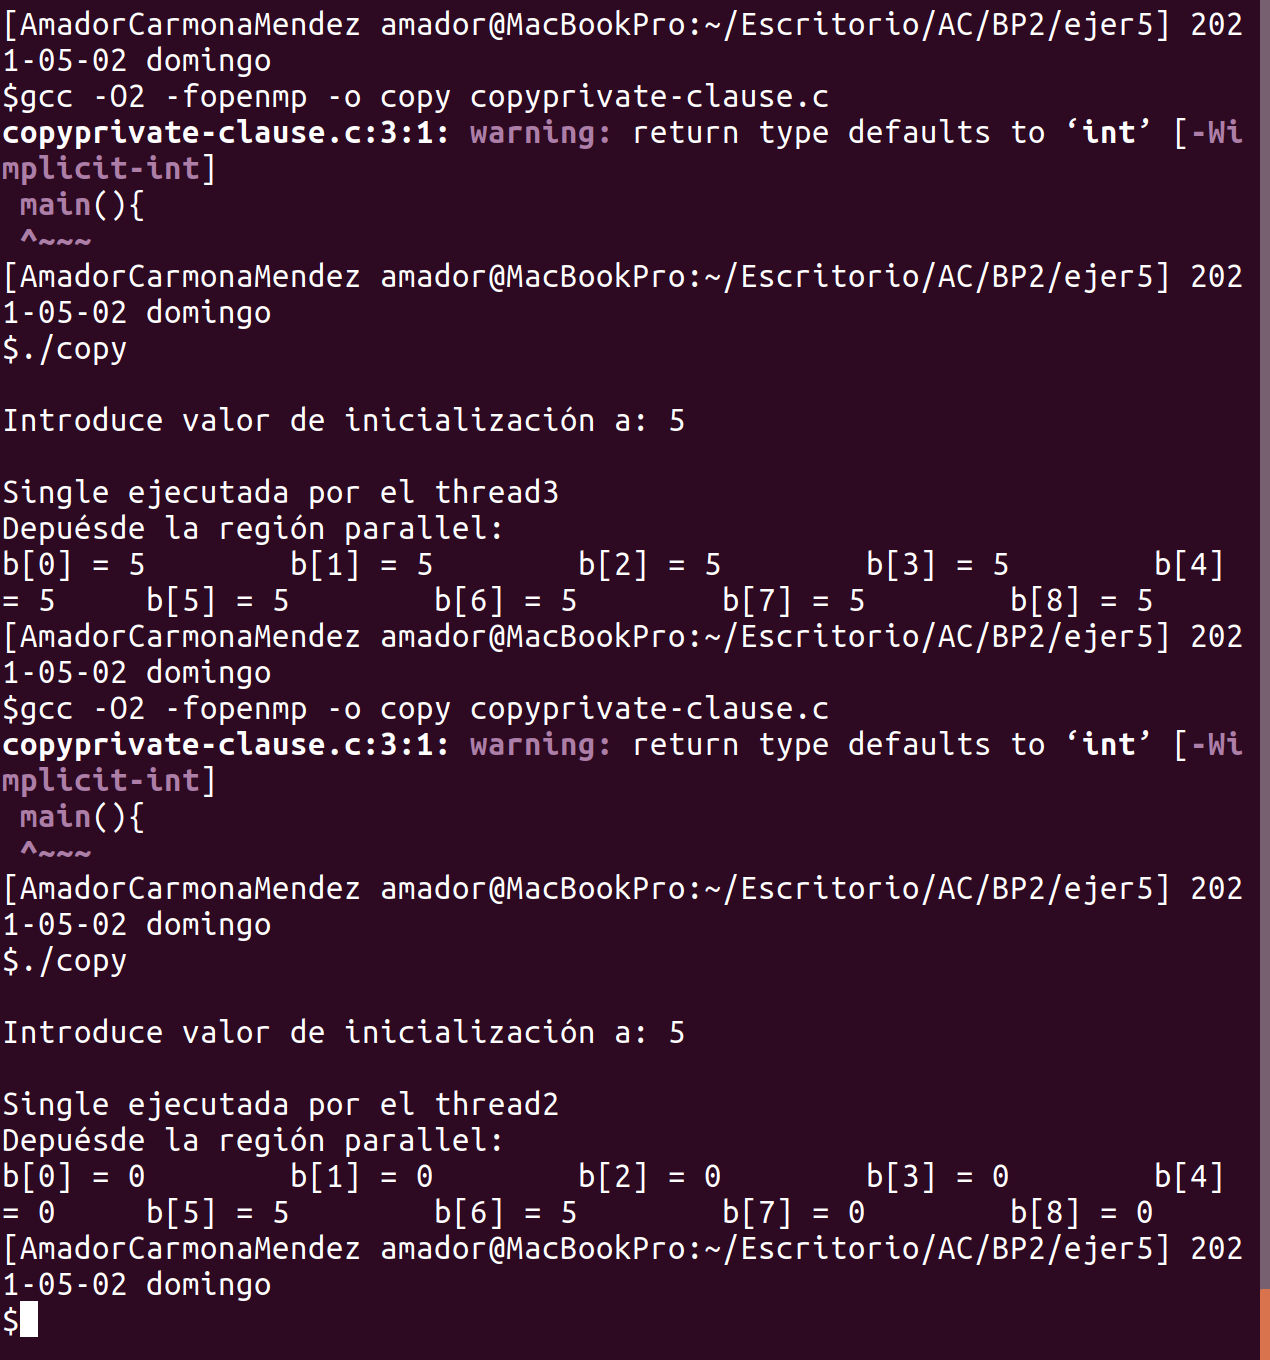 [AmadorCarmonaMendez amador@MacBookPro:~/Escritorio/AC/BP2/ejer5] 202
1-05-02 domingo
$gcc -O2 -fopenmp -o copy copyprivate-clause.c
copyprivate-clause.c:3:1: warning: return type defaults to ‘int’ [-Wi
mplicit-int]
 main(){
 ^~~~
[AmadorCarmonaMendez amador@MacBookPro:~/Escritorio/AC/BP2/ejer5] 202
1-05-02 domingo
$./copy

Introduce valor de inicialización a: 5

Single ejecutada por el thread3
Depuésde la región parallel:
b[0] = 5        b[1] = 5        b[2] = 5        b[3] = 5        b[4]
= 5     b[5] = 5        b[6] = 5        b[7] = 5        b[8] = 5
[AmadorCarmonaMendez amador@MacBookPro:~/Escritorio/AC/BP2/ejer5] 202
1-05-02 domingo
$gcc -O2 -fopenmp -o copy copyprivate-clause.c
copyprivate-clause.c:3:1: warning: return type defaults to ‘int’ [-Wi
mplicit-int]
 main(){
 ^~~~
[AmadorCarmonaMendez amador@MacBookPro:~/Escritorio/AC/BP2/ejer5] 202
1-05-02 domingo
$./copy

Introduce valor de inicialización a: 5

Single ejecutada por el thread2
Depuésde la región parallel:
b[0] = 0        b[1] = 0        b[2] = 0        b[3] = 0        b[4]
= 0     b[5] = 5        b[6] = 5        b[7] = 0        b[8] = 0
[AmadorCarmonaMendez amador@MacBookPro:~/Escritorio/AC/BP2/ejer5] 202
1-05-02 domingo
$